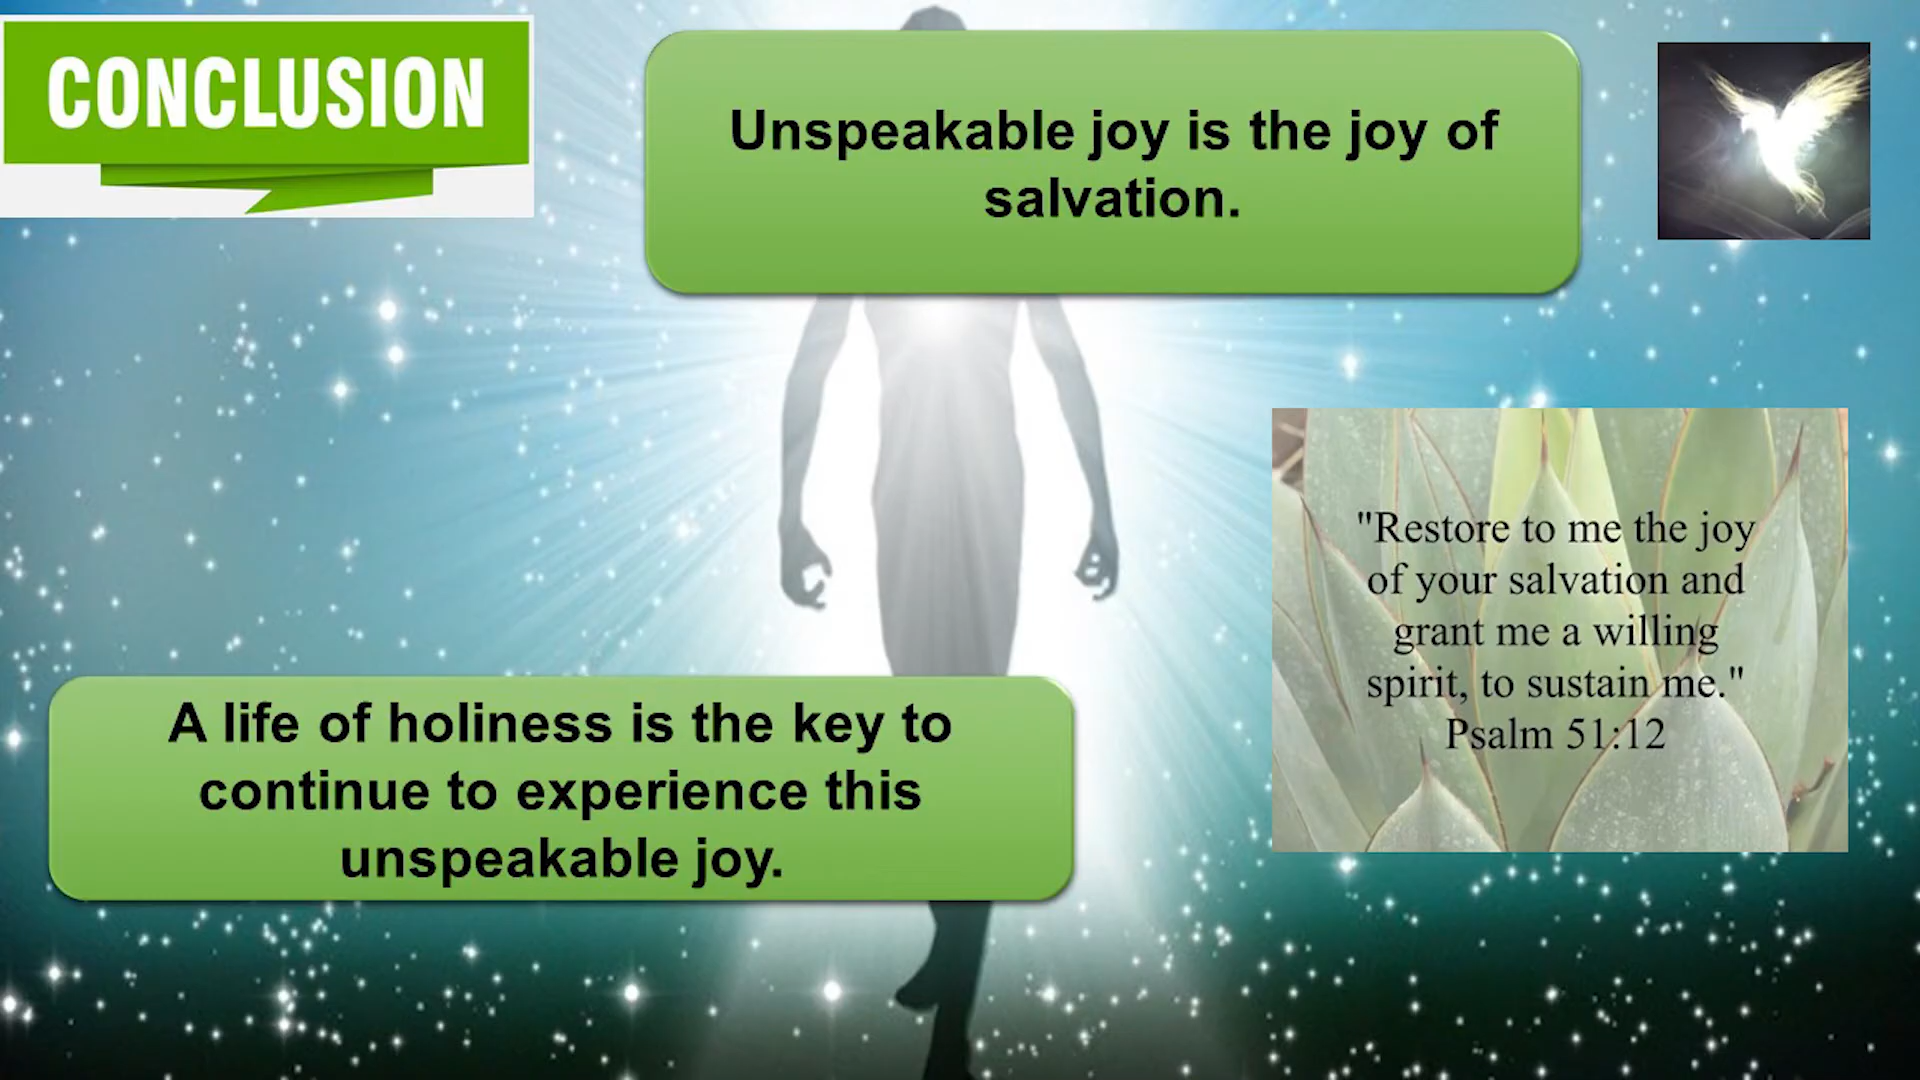 CONCLUSION
Unspeakable joy is the joy of
salvation.
"Restore to me the joy
of your salvation and
grant me a willing
spirit, to sustain me."
Psalm 51:12
A life of holiness is the key to
continue to experience this
unspeakable joy.